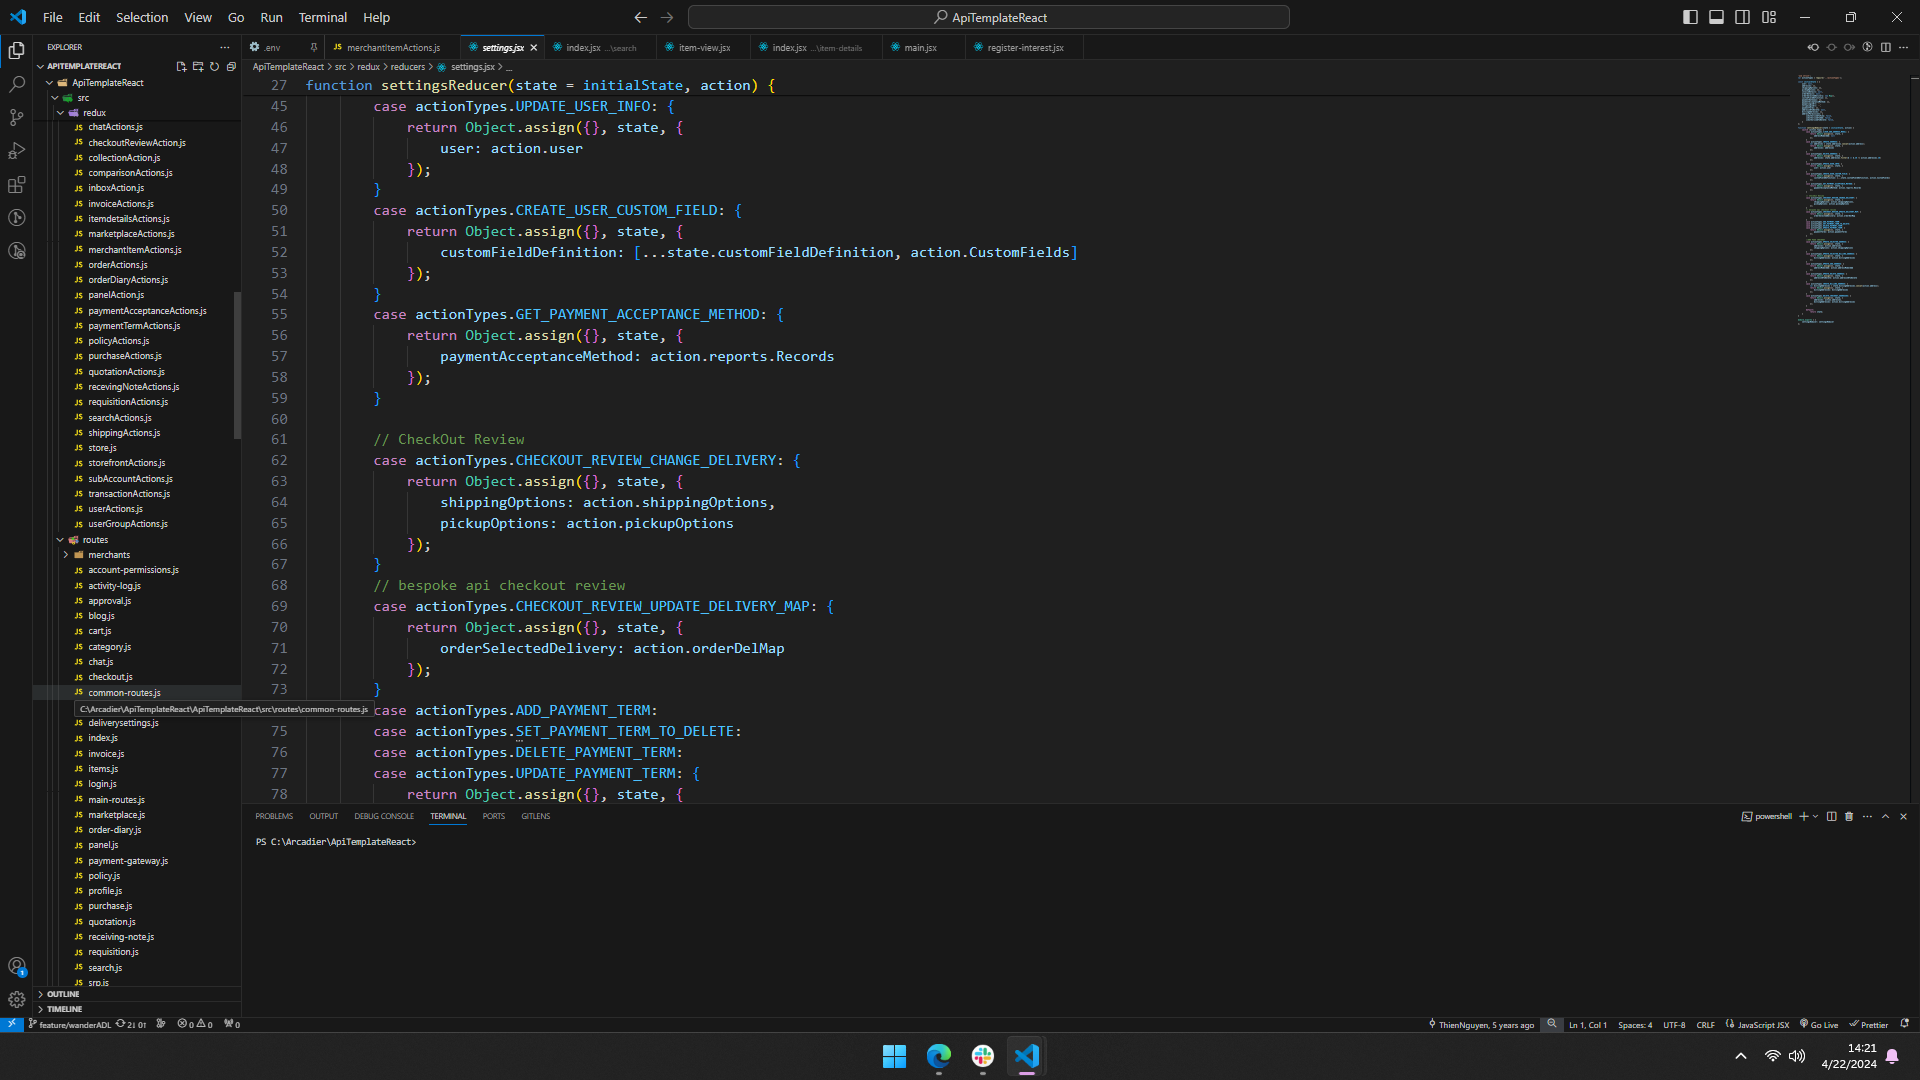 File Edit Selection View Go Run Terminal Help
ApiTemplateReact
EXPLORER
.env
merchantItemActions.js
settings.jsx
index.jsx ...\search
item-view.jsx
index.jsx ...\item-details
main.jsx
register-interest.jsx
APITEMPLATEREACT
ApiTemplateReact > src > redux > reducers > settings.jsx > ...
ApiTemplateReact
src
redux
JS chatActions.js
JS checkoutReviewAction.js
JS collectionAction.js
JS comparisonActions.js
JS inboxAction.js
JS invoiceActions.js
JS itemdetailsActions.js
JS marketplaceActions.js
JS merchantItemActions.js
JS orderActions.js
JS orderDiaryActions.js
JS panelAction.js
JS paymentAcceptanceActions.js
JS paymentTermActions.js
JS policyActions.js
JS purchaseActions.js
JS quotationActions.js
JS recevingNoteActions.js
JS requisitionActions.js
JS searchActions.js
JS shippingActions.js
JS store.js
JS storefrontActions.js
JS subAccountActions.js
JS transactionActions.js
JS userActions.js
JS userGroupActions.js
routes
merchants
JS account-permissions.js
JS activity-log.js
JS approval.js
JS blog.js
JS cart.js
JS category.js
JS chat.js
JS checkout.js
JS common-routes.js
C:\Arcadier\ApiTemplateReact\ApiTemplateReact\src\routes\common-routes.js
JS deliverysettings.js
JS index.js
JS invoice.js
JS items.js
JS login.js
JS main-routes.js
JS marketplace.js
JS order-diary.js
JS panel.js
JS payment-gateway.js
JS policy.js
JS profile.js
JS purchase.js
JS quotation.js
JS receiving-note.js
JS requisition.js
JS search.js
JS srp.js
OUTLINE
TIMELINE
27 function settingsReducer(state = initialState, action) {
45 case actionTypes.UPDATE_USER_INFO: {
46 return Object.assign({}, state, {
47 user: action.user
48 });
49 }
50 case actionTypes.CREATE_USER_CUSTOM_FIELD: {
51 return Object.assign({}, state, {
52 customFieldDefinition: [...state.customFieldDefinition, action.CustomFields]
53 });
54 }
55 case actionTypes.GET_PAYMENT_ACCEPTANCE_METHOD: {
56 return Object.assign({}, state, {
57 paymentAcceptanceMethod: action.reports.Records
58 });
59 }
60
61 // CheckOut Review
62 case actionTypes.CHECKOUT_REVIEW_CHANGE_DELIVERY: {
63 return Object.assign({}, state, {
64 shippingOptions: action.shippingOptions,
65 pickupOptions: action.pickupOptions
66 });
67 }
68 // bespoke api checkout review
69 case actionTypes.CHECKOUT_REVIEW_UPDATE_DELIVERY_MAP: {
70 return Object.assign({}, state, {
71 orderSelectedDelivery: action.orderDelMap
72 });
73 }
case actionTypes.ADD_PAYMENT_TERM:
75 case actionTypes.SET_PAYMENT_TERM_TO_DELETE:
76 case actionTypes.DELETE_PAYMENT_TERM:
77 case actionTypes.UPDATE_PAYMENT_TERM: {
78 return Object.assign({}, state, {
PROBLEMS OUTPUT DEBUG CONSOLE TERMINAL PORTS GITLENS
powershell
PS C:\Arcadier\ApiTemplateReact>
feature/wanderADL 2↓ 0↑ 0 0 0
ThienNguyen, 5 years ago Ln 1, Col 1 Spaces: 4 UTF-8 CRLF JavaScript JSX Go Live Prettier
14:21
4/22/2024